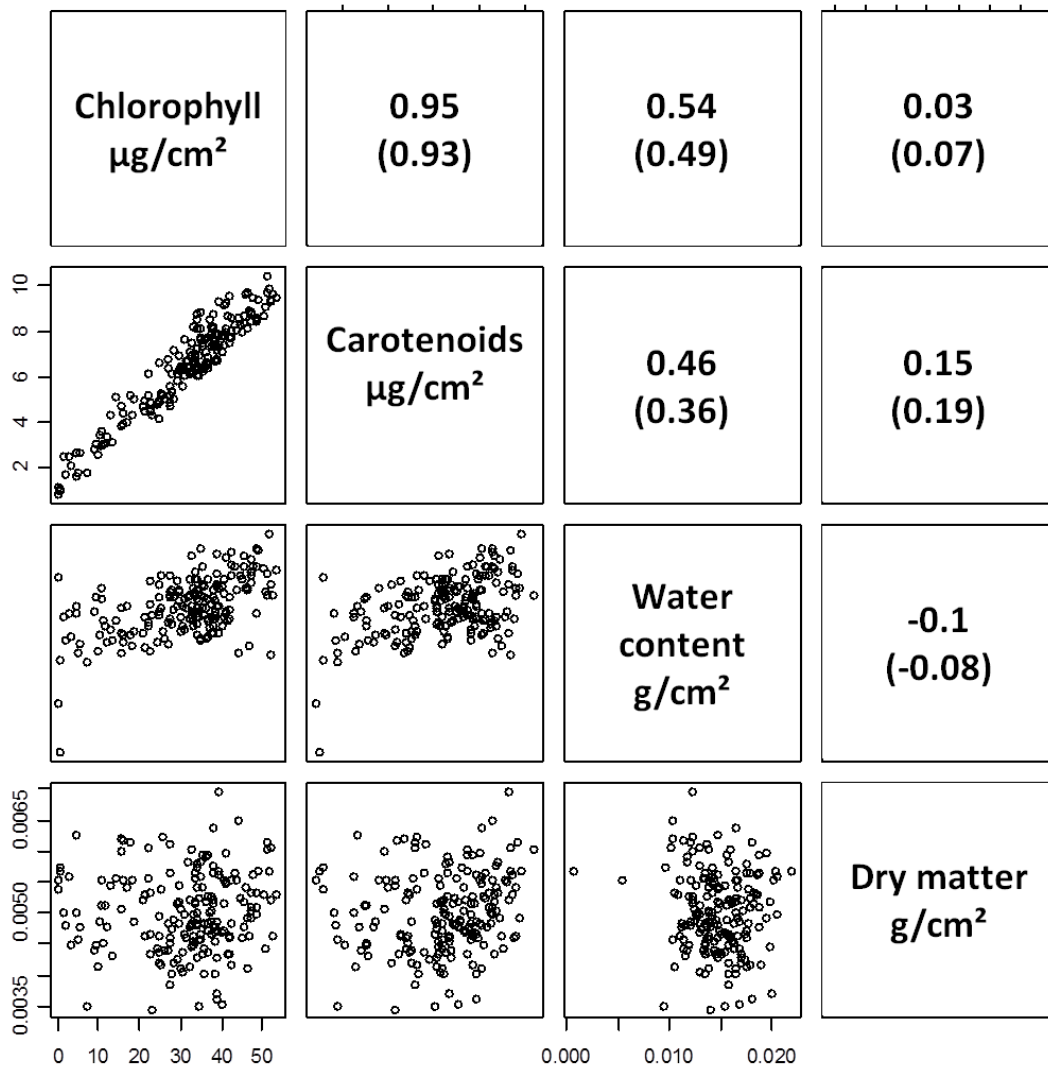 Chlorophyll
µg/cm²
0.95
(0.93)
0.54
(0.49)
0.03
(0.07)
10
8
6
4
2
Carotenoids
µg/cm²
0.46
(0.36)
0.15
(0.19)
Water
content
g/cm²
-0.1
(-0.08)
0.0065
0.0050
0.0035
Dry matter
g/cm²
0 10 20 30 40 50
0.000 0.010 0.020